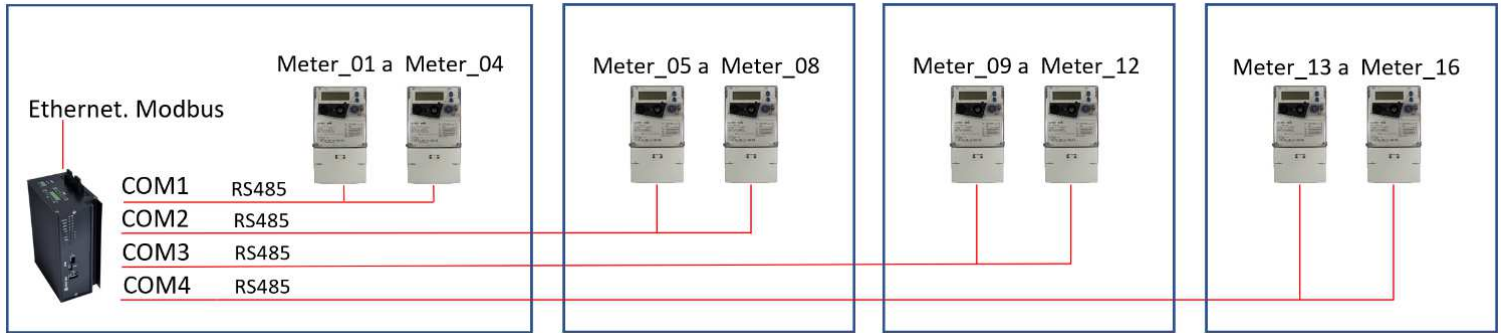 Meter_01 a Meter_04
Meter_05 a Meter_08
Meter_09 a Meter_12
Meter_13 a Meter_16
Ethernet. Modbus
COM1 RS485
COM2 RS485
COM3 RS485
COM4 RS485